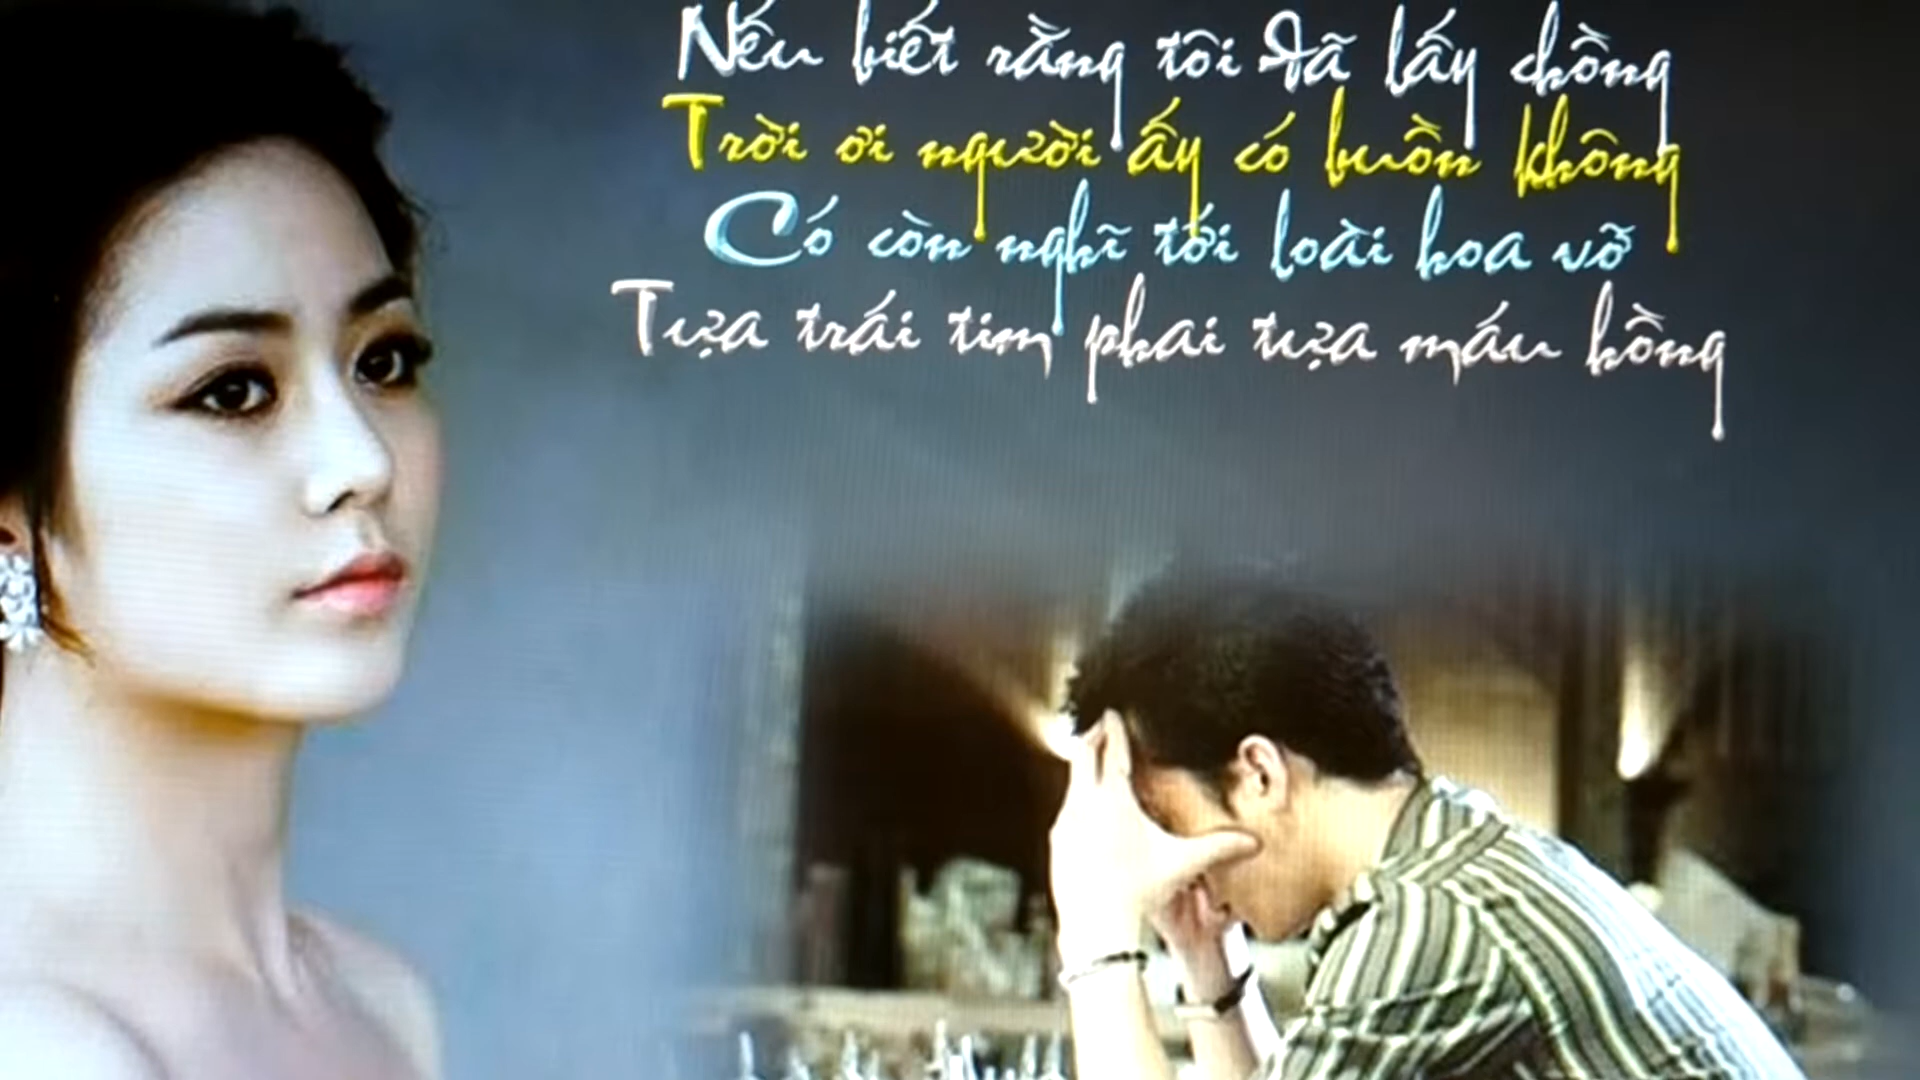 Nếu biết rằng tôi đã lấy chồng
Trời ơi người ấy có buồn không
Có còn nghĩ tới loài hoa vỡ
Tựa trái tim phai tựa máu hồng